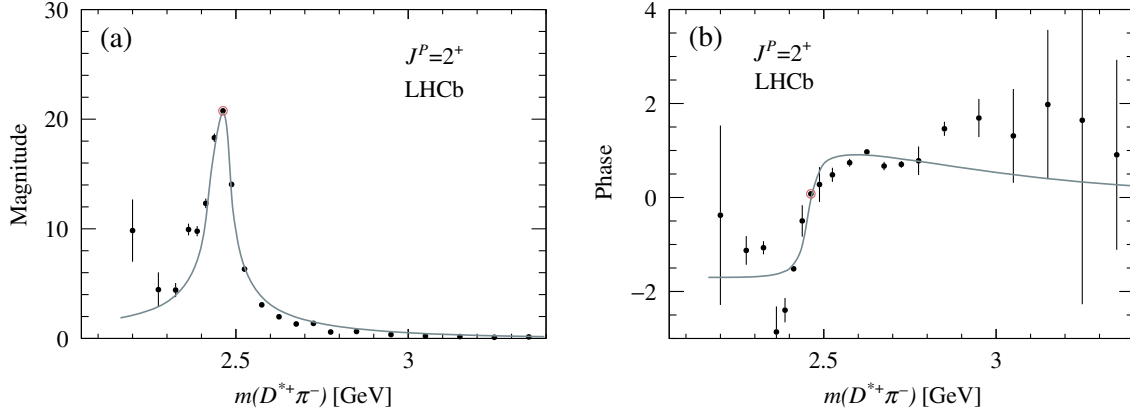 30
20
10
0
Magnitude
(a)
J^P=2^+
LHCb
2.5
3
m(D^{*+}π^−) [GeV]
4
2
0
−2
Phase
(b)
J^P=2^+
LHCb
2.5
3
m(D^{*+}π^−) [GeV]